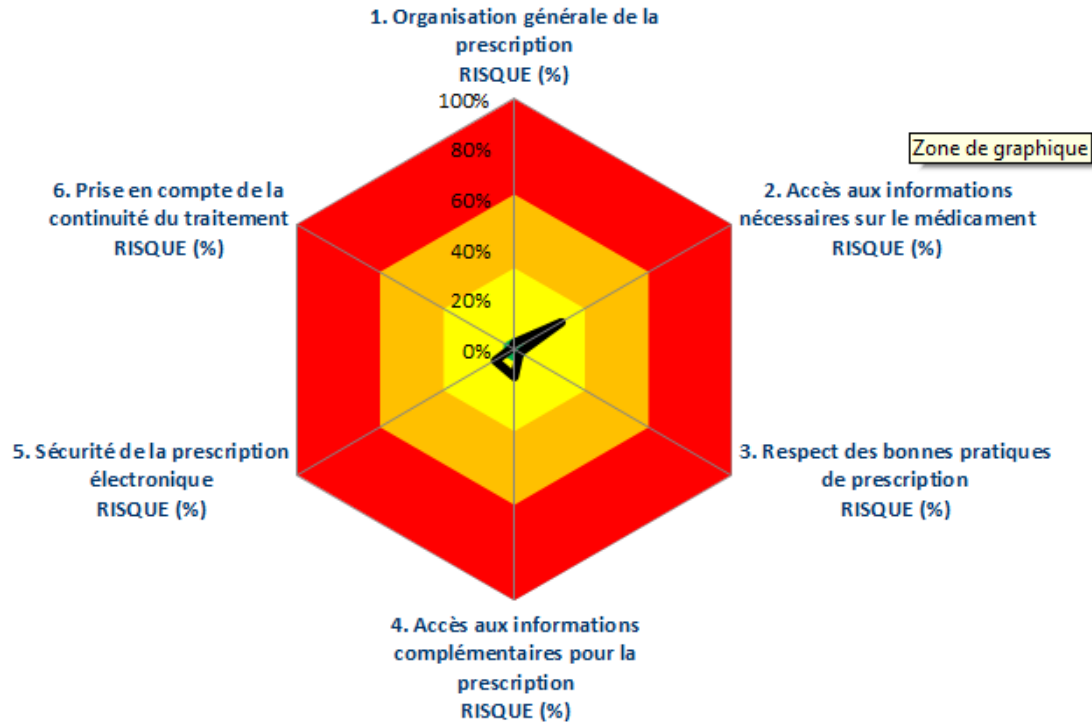 1. Organisation générale de la
prescription
RISQUE (%)
100%
80%
60%
40%
20%
0%
Zone de graphique
2. Accès aux informations
nécessaires sur le médicament
RISQUE (%)
3. Respect des bonnes pratiques
de prescription
RISQUE (%)
4. Accès aux informations
complémentaires pour la
prescription
RISQUE (%)
5. Sécurité de la prescription
électronique
RISQUE (%)
6. Prise en compte de la
continuité du traitement
RISQUE (%)